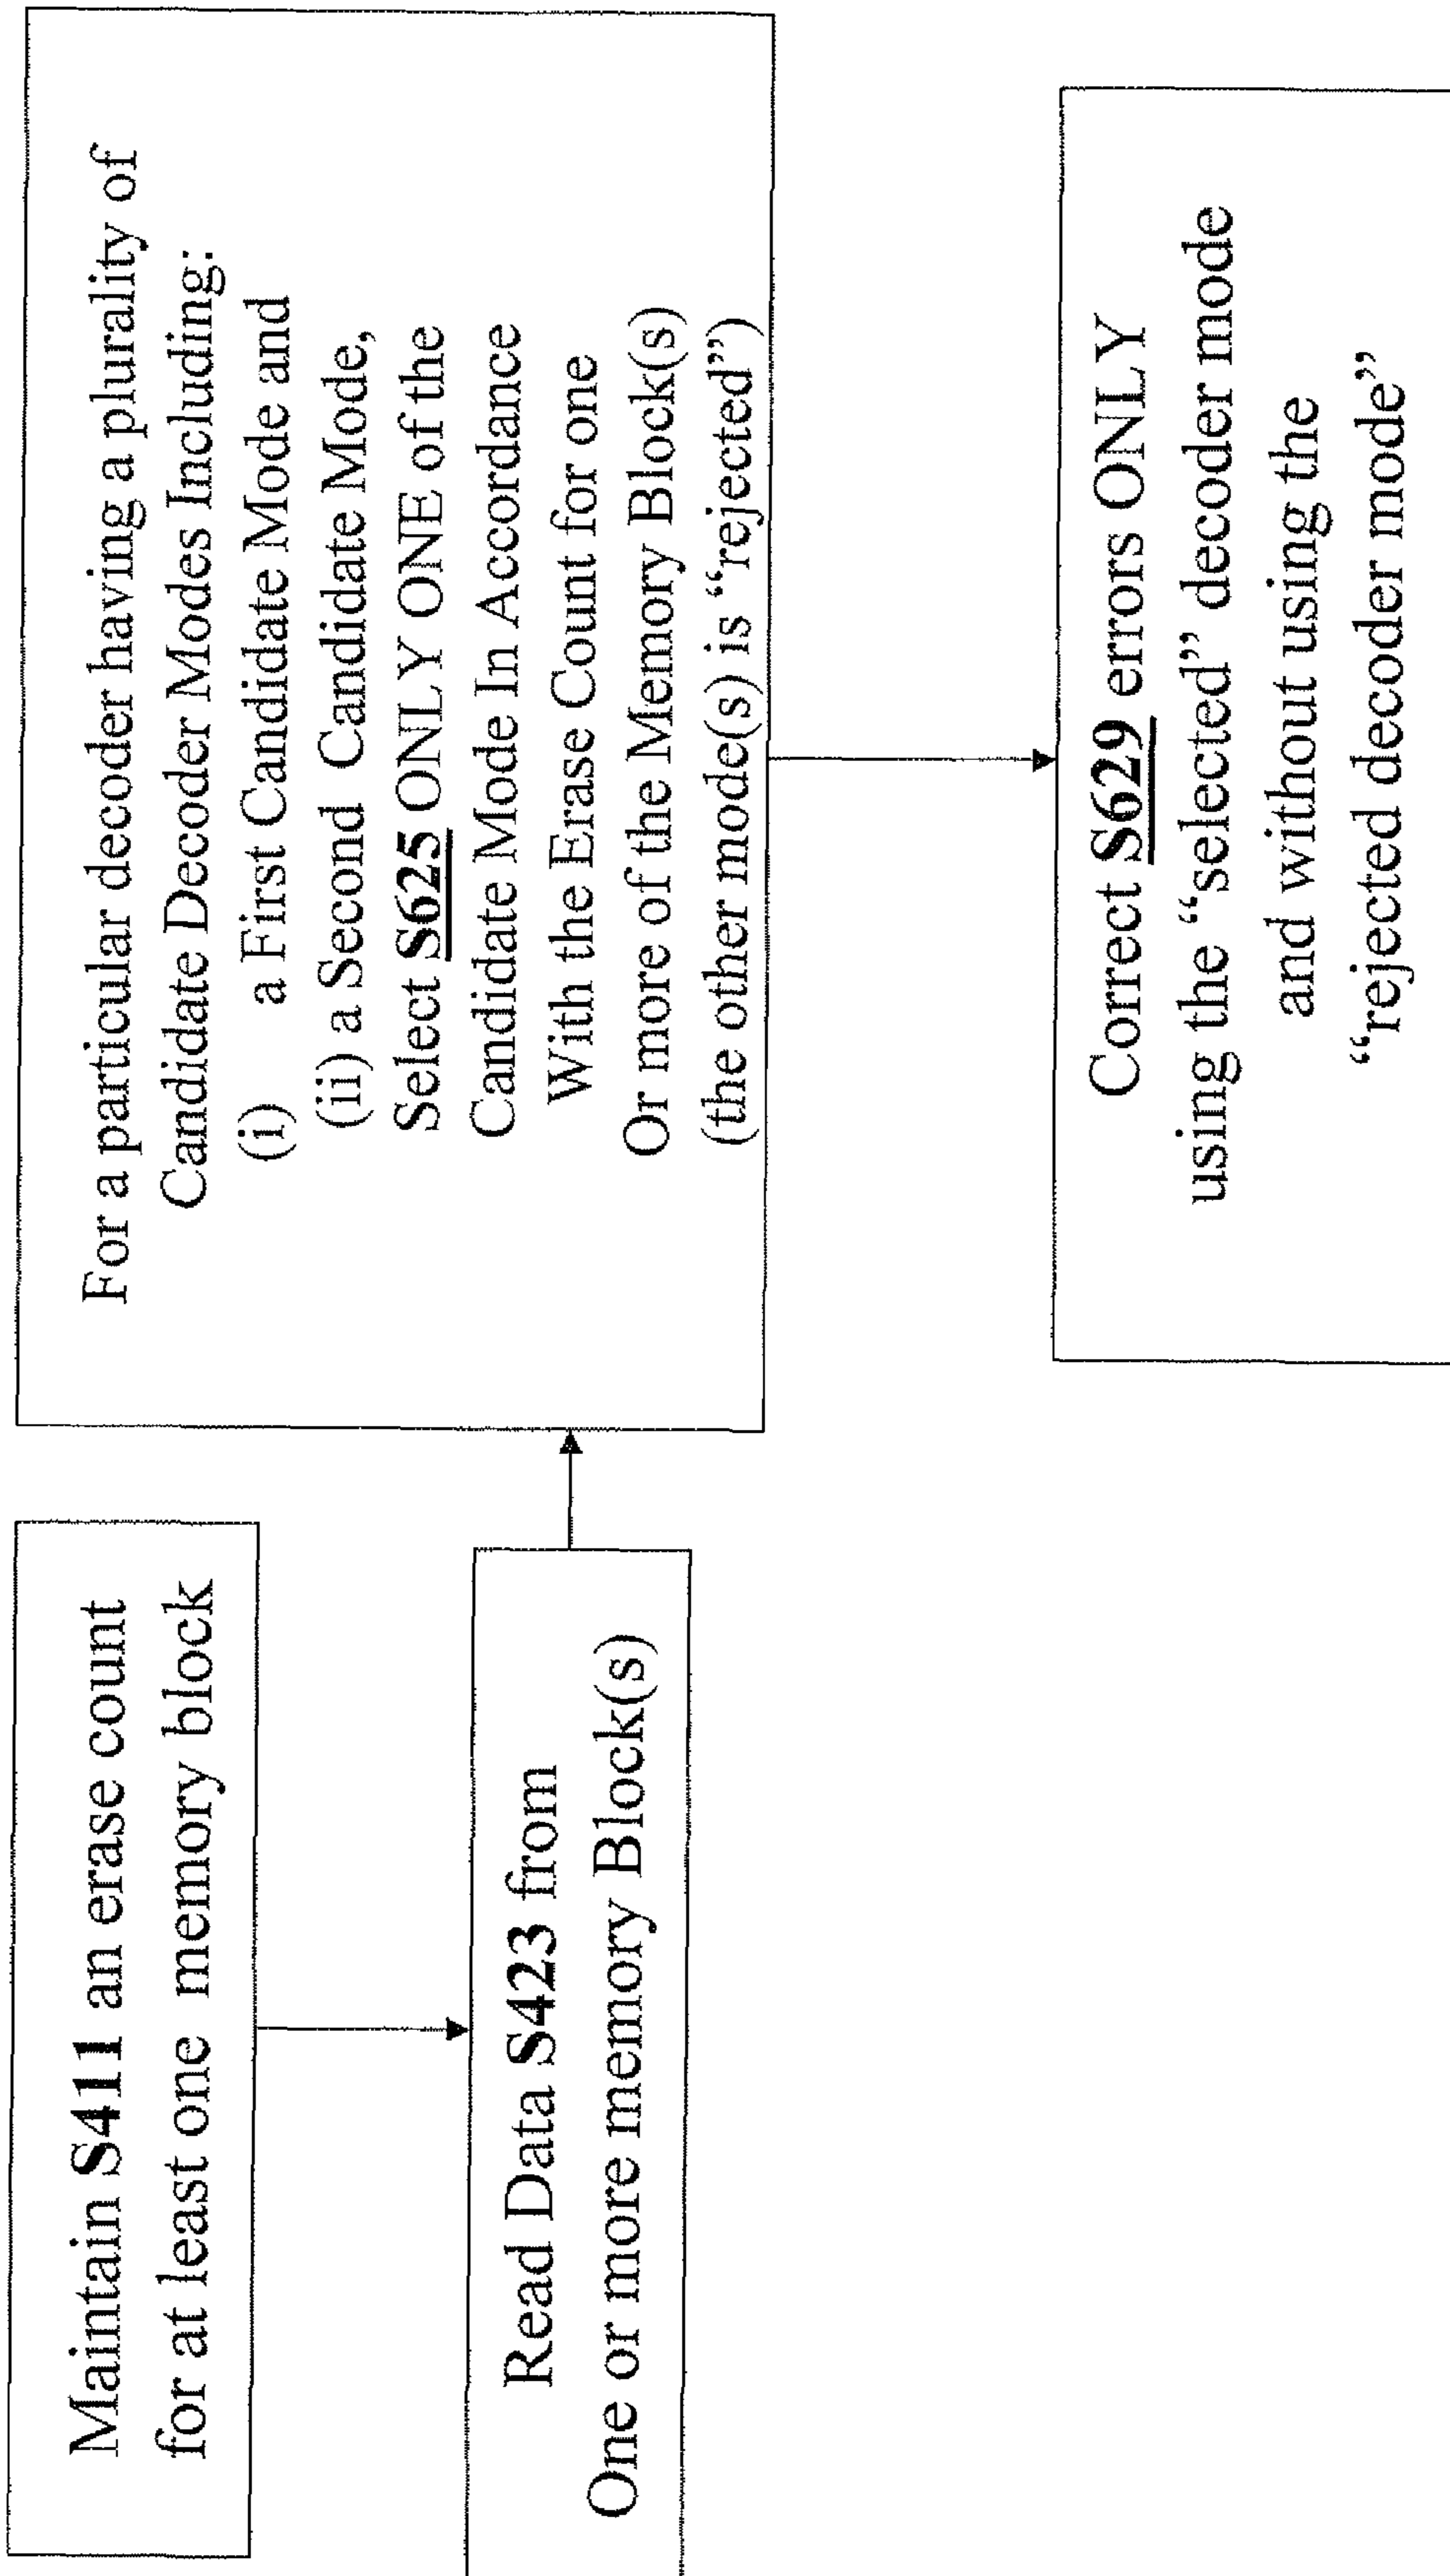 Maintain S411 an erase count
for at least one memory block
Read Data S423 from
One or more memory Block(s)
For a particular decoder having a plurality of
Candidate Decoder Modes Including:
(i) a First Candidate Mode and
(ii) a Second Candidate Mode,
Select S625 ONLY ONE of the
Candidate Mode In Accordance
With the Erase Count for one
Or more of the Memory Block(s)
(the other mode(s) is “rejected”)
Correct S629 errors ONLY
using the “selected” decoder mode
and without using the
“rejected decoder mode”